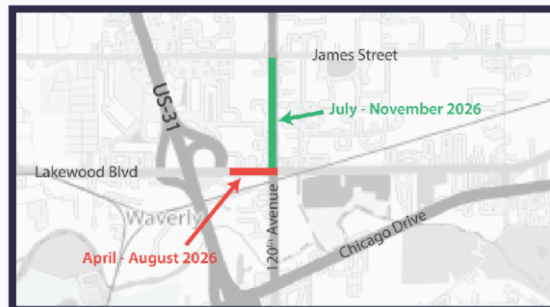 James Street
US-31
July - November 2026
Lakewood Blvd
Waverly
120th Avenue
Chicago Drive
April - August 2026